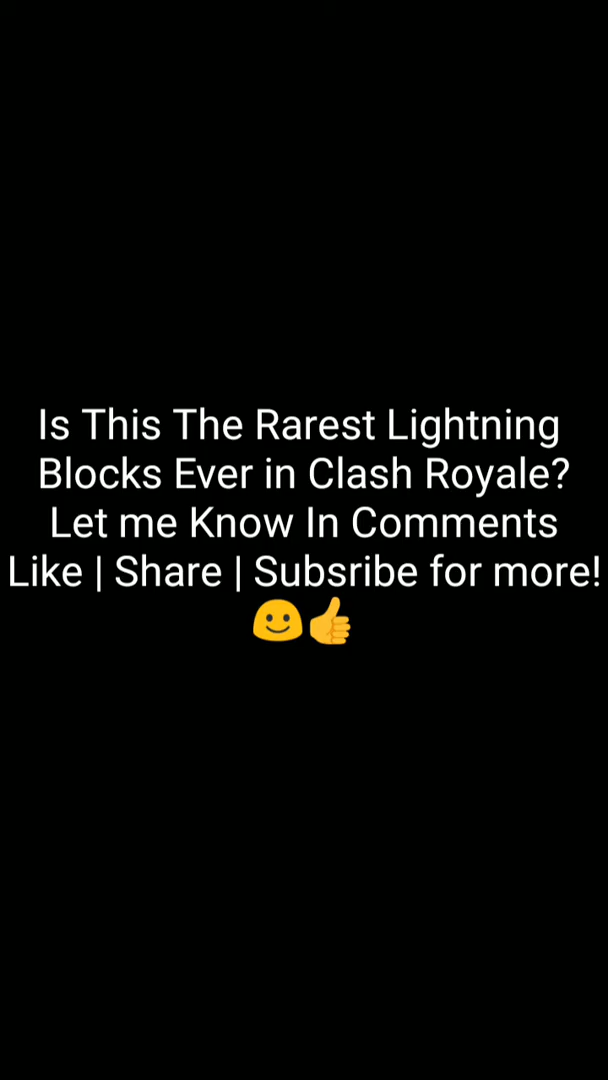 Is This The Rarest Lightning
Blocks Ever in Clash Royale?
Let me Know In Comments
Like | Share | Subsribe for more!
🙂👍